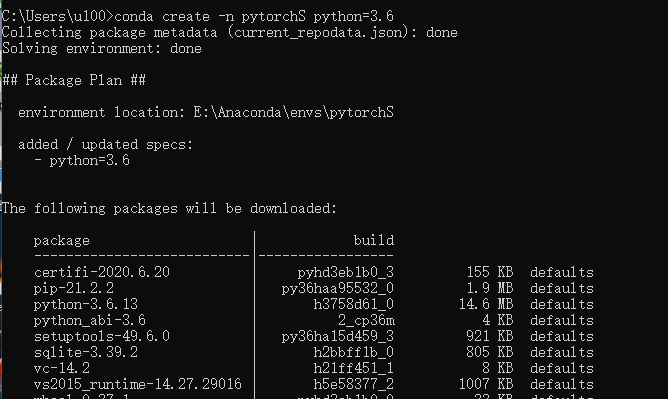 C:\Users\u100>conda create -n pytorchS python=3.6
Collecting package metadata (current_repodata.json): done
Solving environment: done
## Package Plan ##
environment location: E:\Anaconda\envs\pytorchS
added / updated specs:
- python=3.6
The following packages will be downloaded:
package | build
---------------------------|-----------------
certifi-2020.6.20 | pyhd3eb1b0_3 155 KB defaults
pip-21.2.2 | py36haa95532_0 1.9 MB defaults
python-3.6.13 | h3758d61_0 14.6 MB defaults
python_abi-3.6 | 2_cp36m 4 KB defaults
setuptools-49.6.0 | py36ha15d459_3 921 KB defaults
sqlite-3.39.2 | h2bbff1b_0 805 KB defaults
vc-14.2 | h21ff451_1 8 KB defaults
vs2015_runtime-14.27.29016 | h5e58377_2 1007 KB defaults